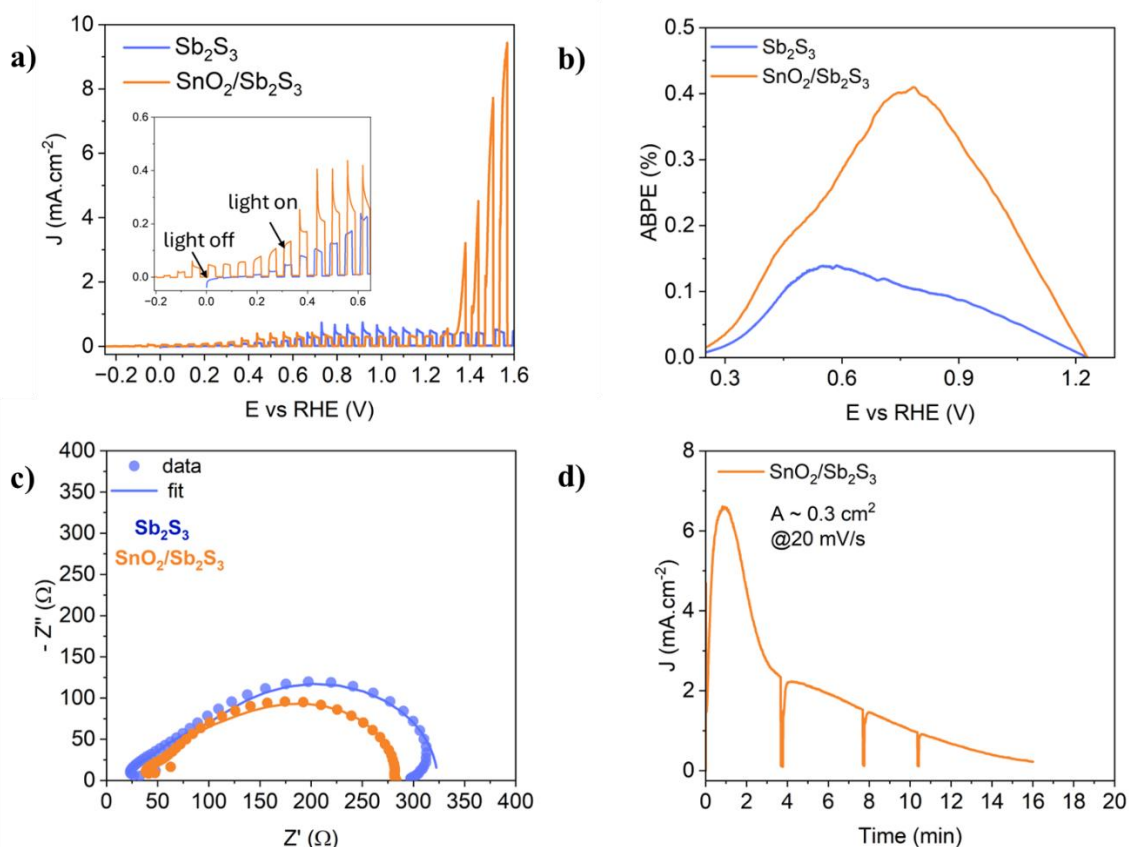 a)
Sb₂S₃
SnO₂/Sb₂S₃
J (mA.cm⁻²)
10
8
6
4
2
0
0.6
0.4
0.2
0.0
light on
light off
−0.2 0.0 0.2 0.4 0.6
−0.2 0.0 0.2 0.4 0.6 0.8 1.0 1.2 1.4 1.6
E vs RHE (V)
b)
Sb₂S₃
SnO₂/Sb₂S₃
ABPE (%)
0.5
0.4
0.3
0.2
0.1
0.0
0.3 0.6 0.9 1.2
E vs RHE (V)
c)
data
fit
Sb₂S₃
SnO₂/Sb₂S₃
- Z" (Ω)
400
350
300
250
200
150
100
50
0
0 50 100 150 200 250 300 350 400
Z' (Ω)
d)
SnO₂/Sb₂S₃
A ~ 0.3 cm²
@20 mV/s
J (mA.cm⁻²)
8
6
4
2
0
0 2 4 6 8 10 12 14 16 18 20
Time (min)